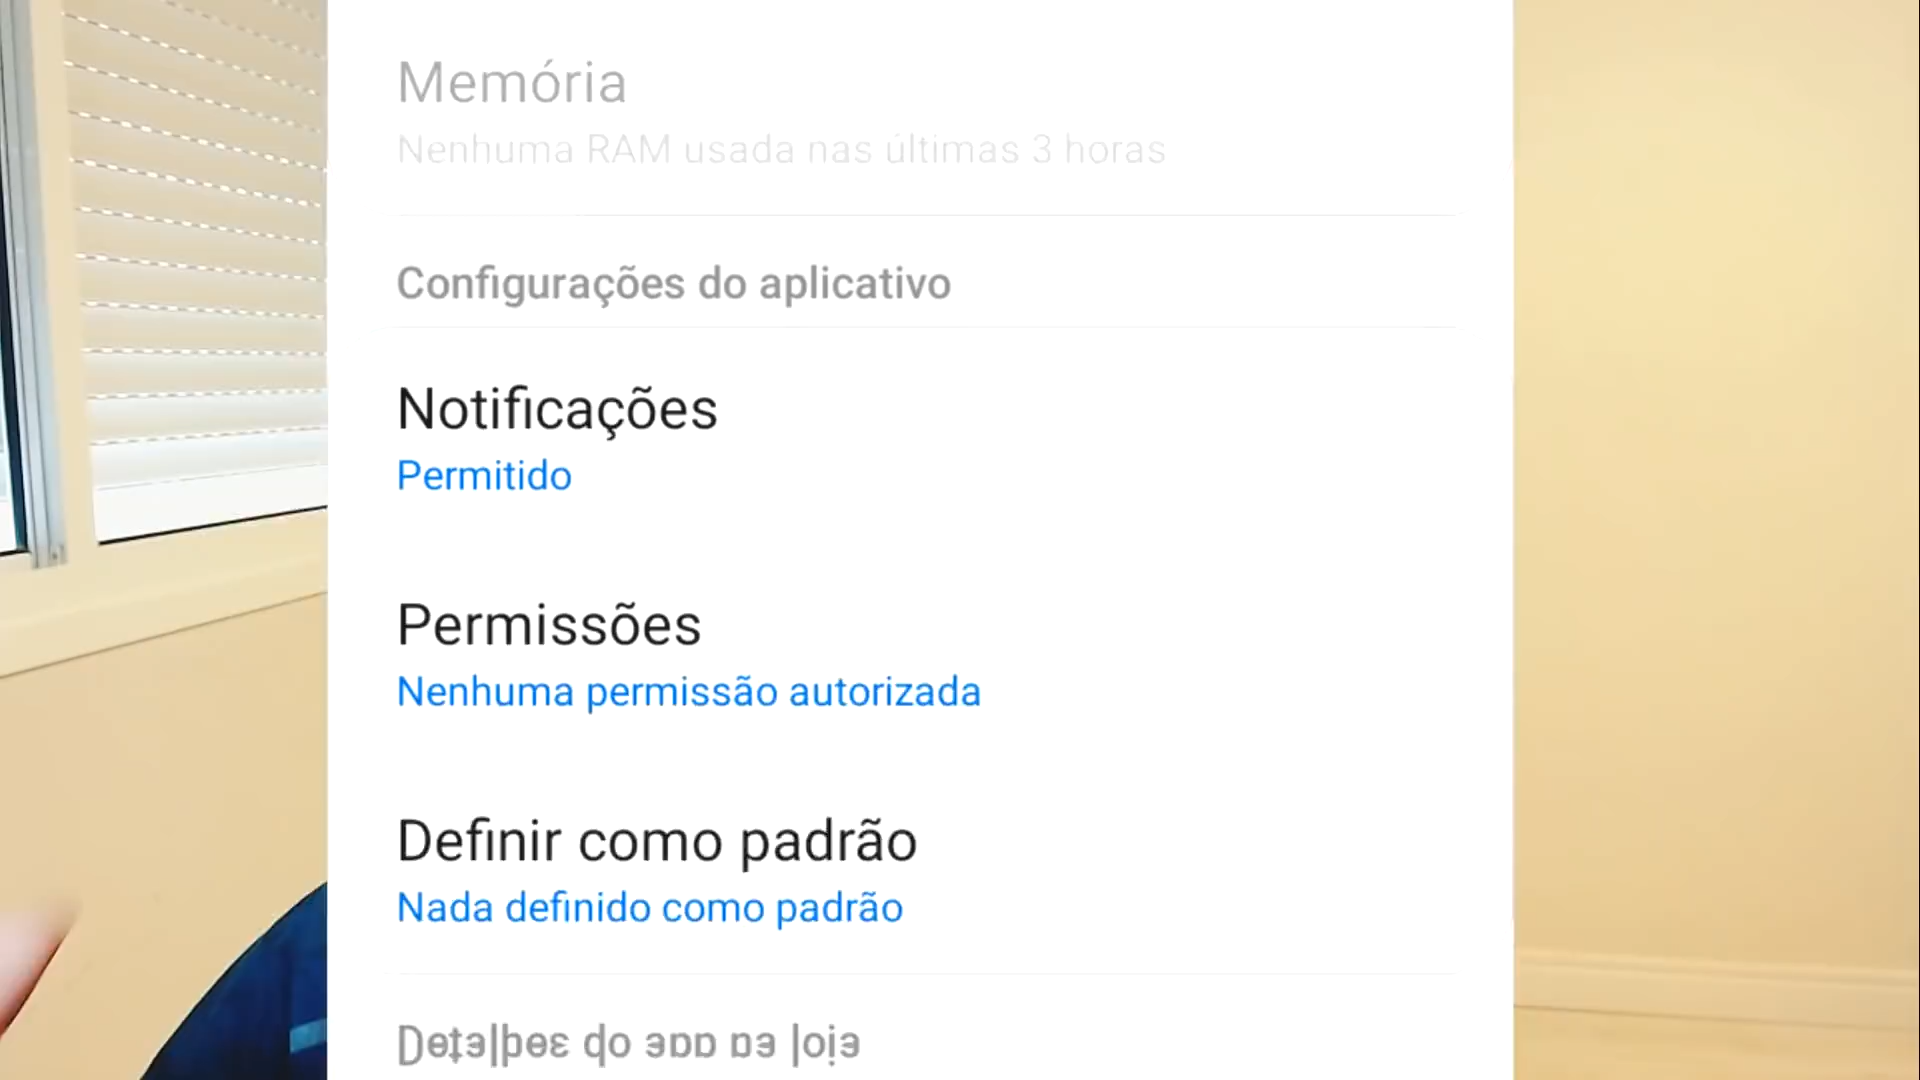 Memória
Nenhuma RAM usada nas últimas 3 horas
Configurações do aplicativo
Notificações
Permitido
Permissões
Nenhuma permissão autorizada
Definir como padrão
Nada definido como padrão
Detalhes do app na loja